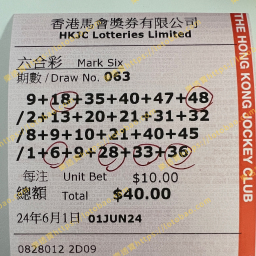 香港馬會獎券有限公司
HKJC Lotteries Limited
六合彩 Mark Six
期數 / Draw No. 063
9+18+35+40+47+48
/2+13+20+21+31+32
/8+9+10+21+40+45
/1+6+9+28+33+36
每注 Unit Bet $10.00
總額 Total $40.00
24年6月1日 01JUN24
0828012 2D09
THE HONG KONG JOCKEY CLUB